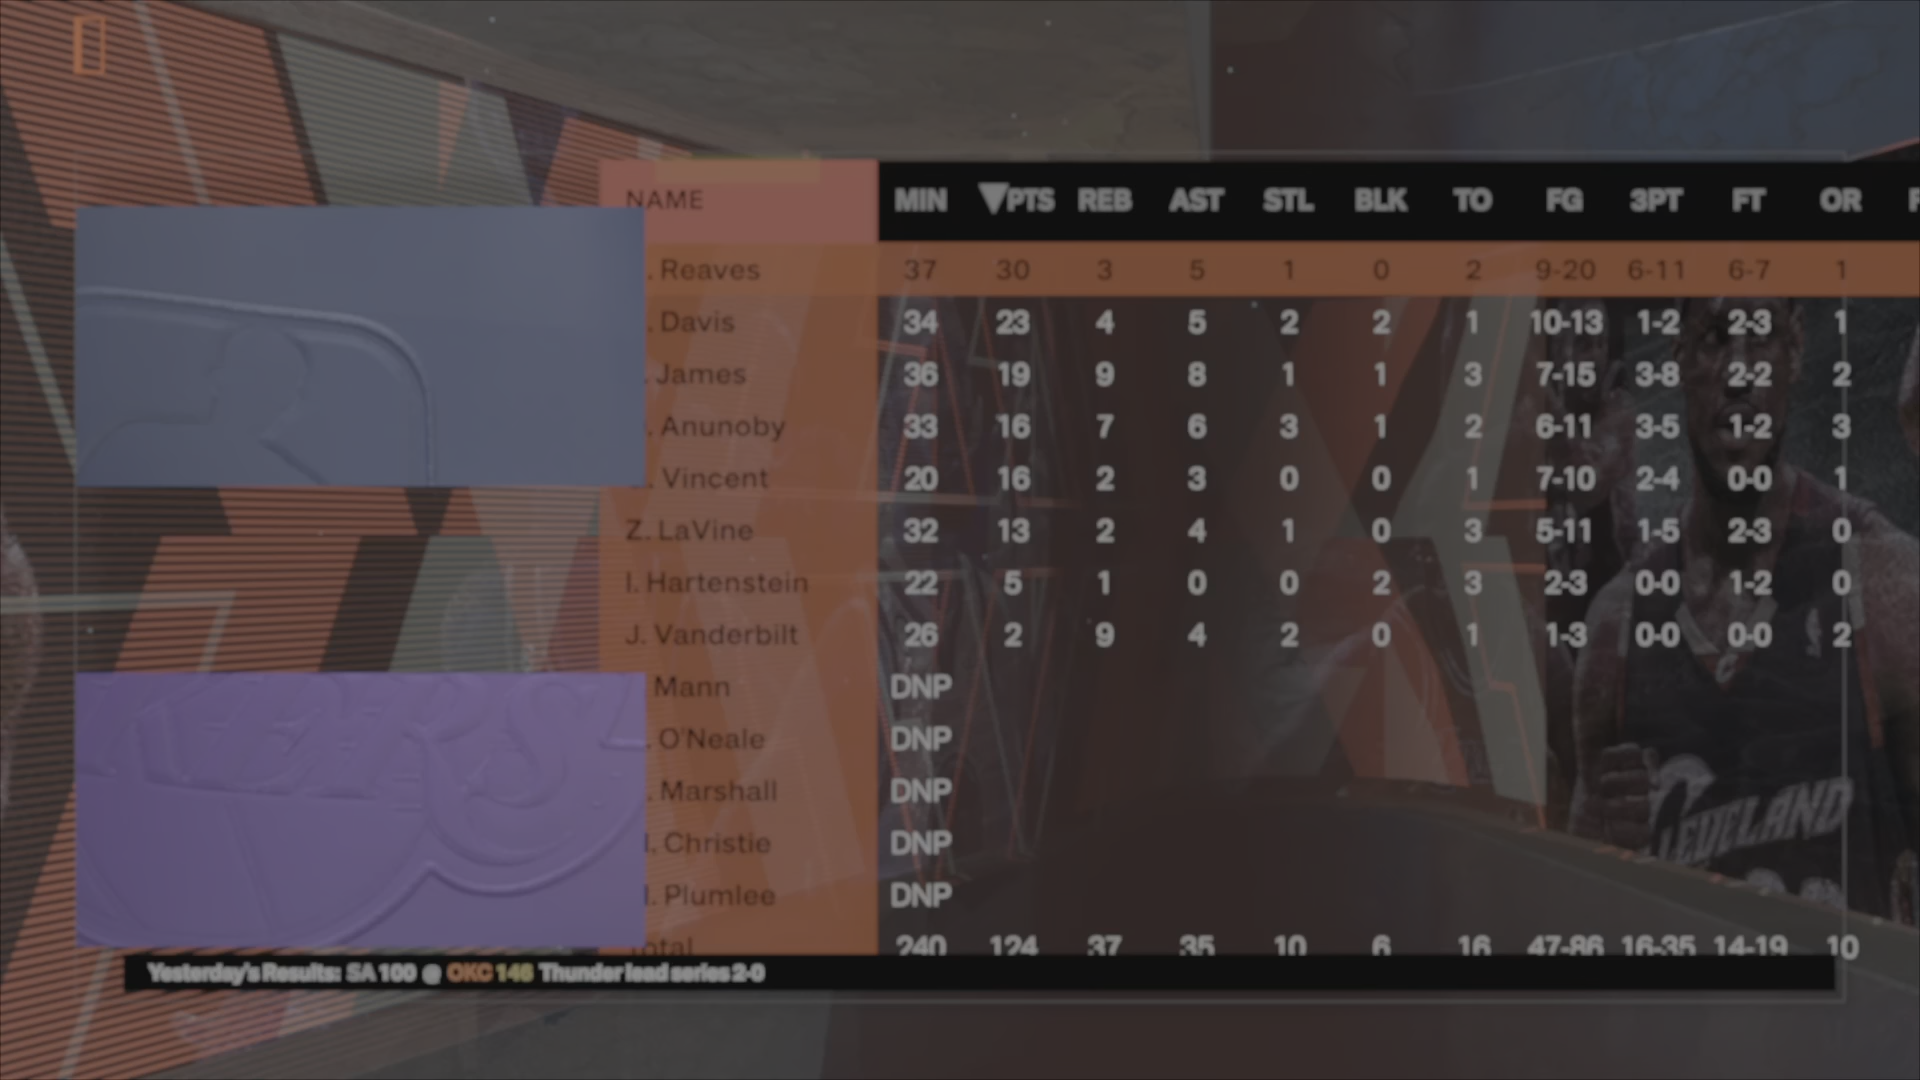 NAME MIN ▼PTS REB AST STL BLK TO FG 3PT FT OR
. Reaves 37 30 3 5 1 0 2 9-20 6-11 6-7 1
. Davis 34 23 4 5 2 2 1 10-13 1-2 2-3 1
. James 36 19 9 8 1 1 3 7-15 3-8 2-2 2
. Anunoby 33 16 7 6 3 1 2 6-11 3-5 1-2 3
. Vincent 20 16 2 3 0 0 1 7-10 2-4 0-0 1
Z. LaVine 32 13 2 4 1 0 3 5-11 1-5 2-3 0
I. Hartenstein 22 5 1 0 0 2 3 2-3 0-0 1-2 0
J. Vanderbilt 26 2 9 4 2 0 1 1-3 0-0 0-0 2
Mann DNP
. O'Neale DNP
. Marshall DNP
. Christie DNP
. Plumlee DNP
Total 240 124 37 35 10 6 16 47-86 16-35 14-19 10
Yesterday's Results: SA 100 @ OKC 146 Thunder lead series 2-0
CLEVELAND